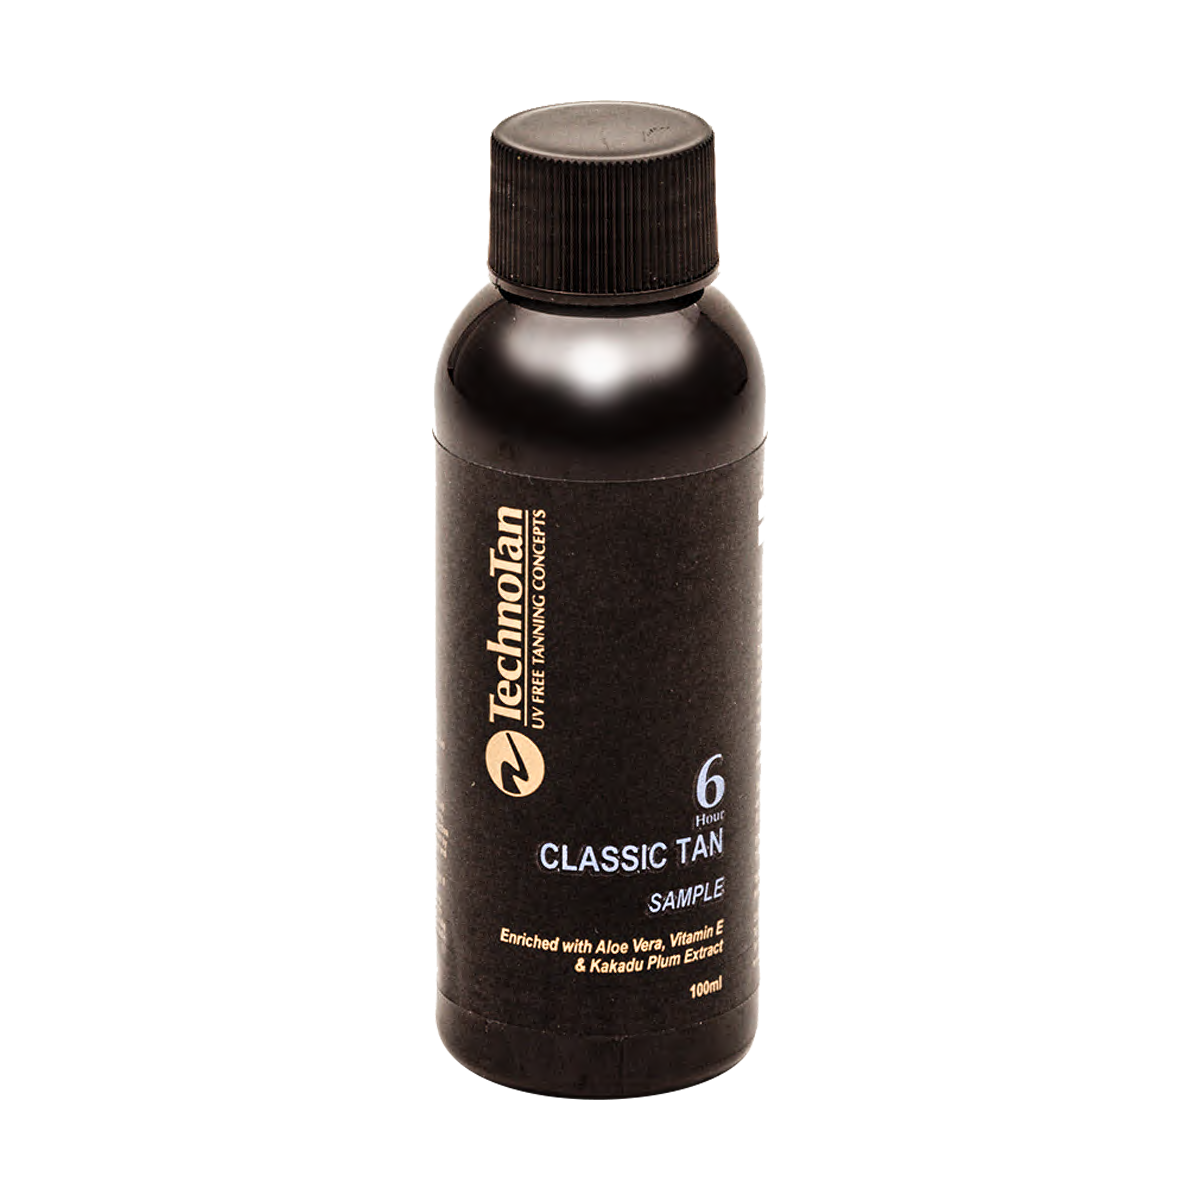 TechnoTan
UV FREE TANNING CONCEPTS
6
Hour
CLASSIC TAN
SAMPLE
Enriched with Aloe Vera, Vitamin E
& Kakadu Plum Extract
100ml